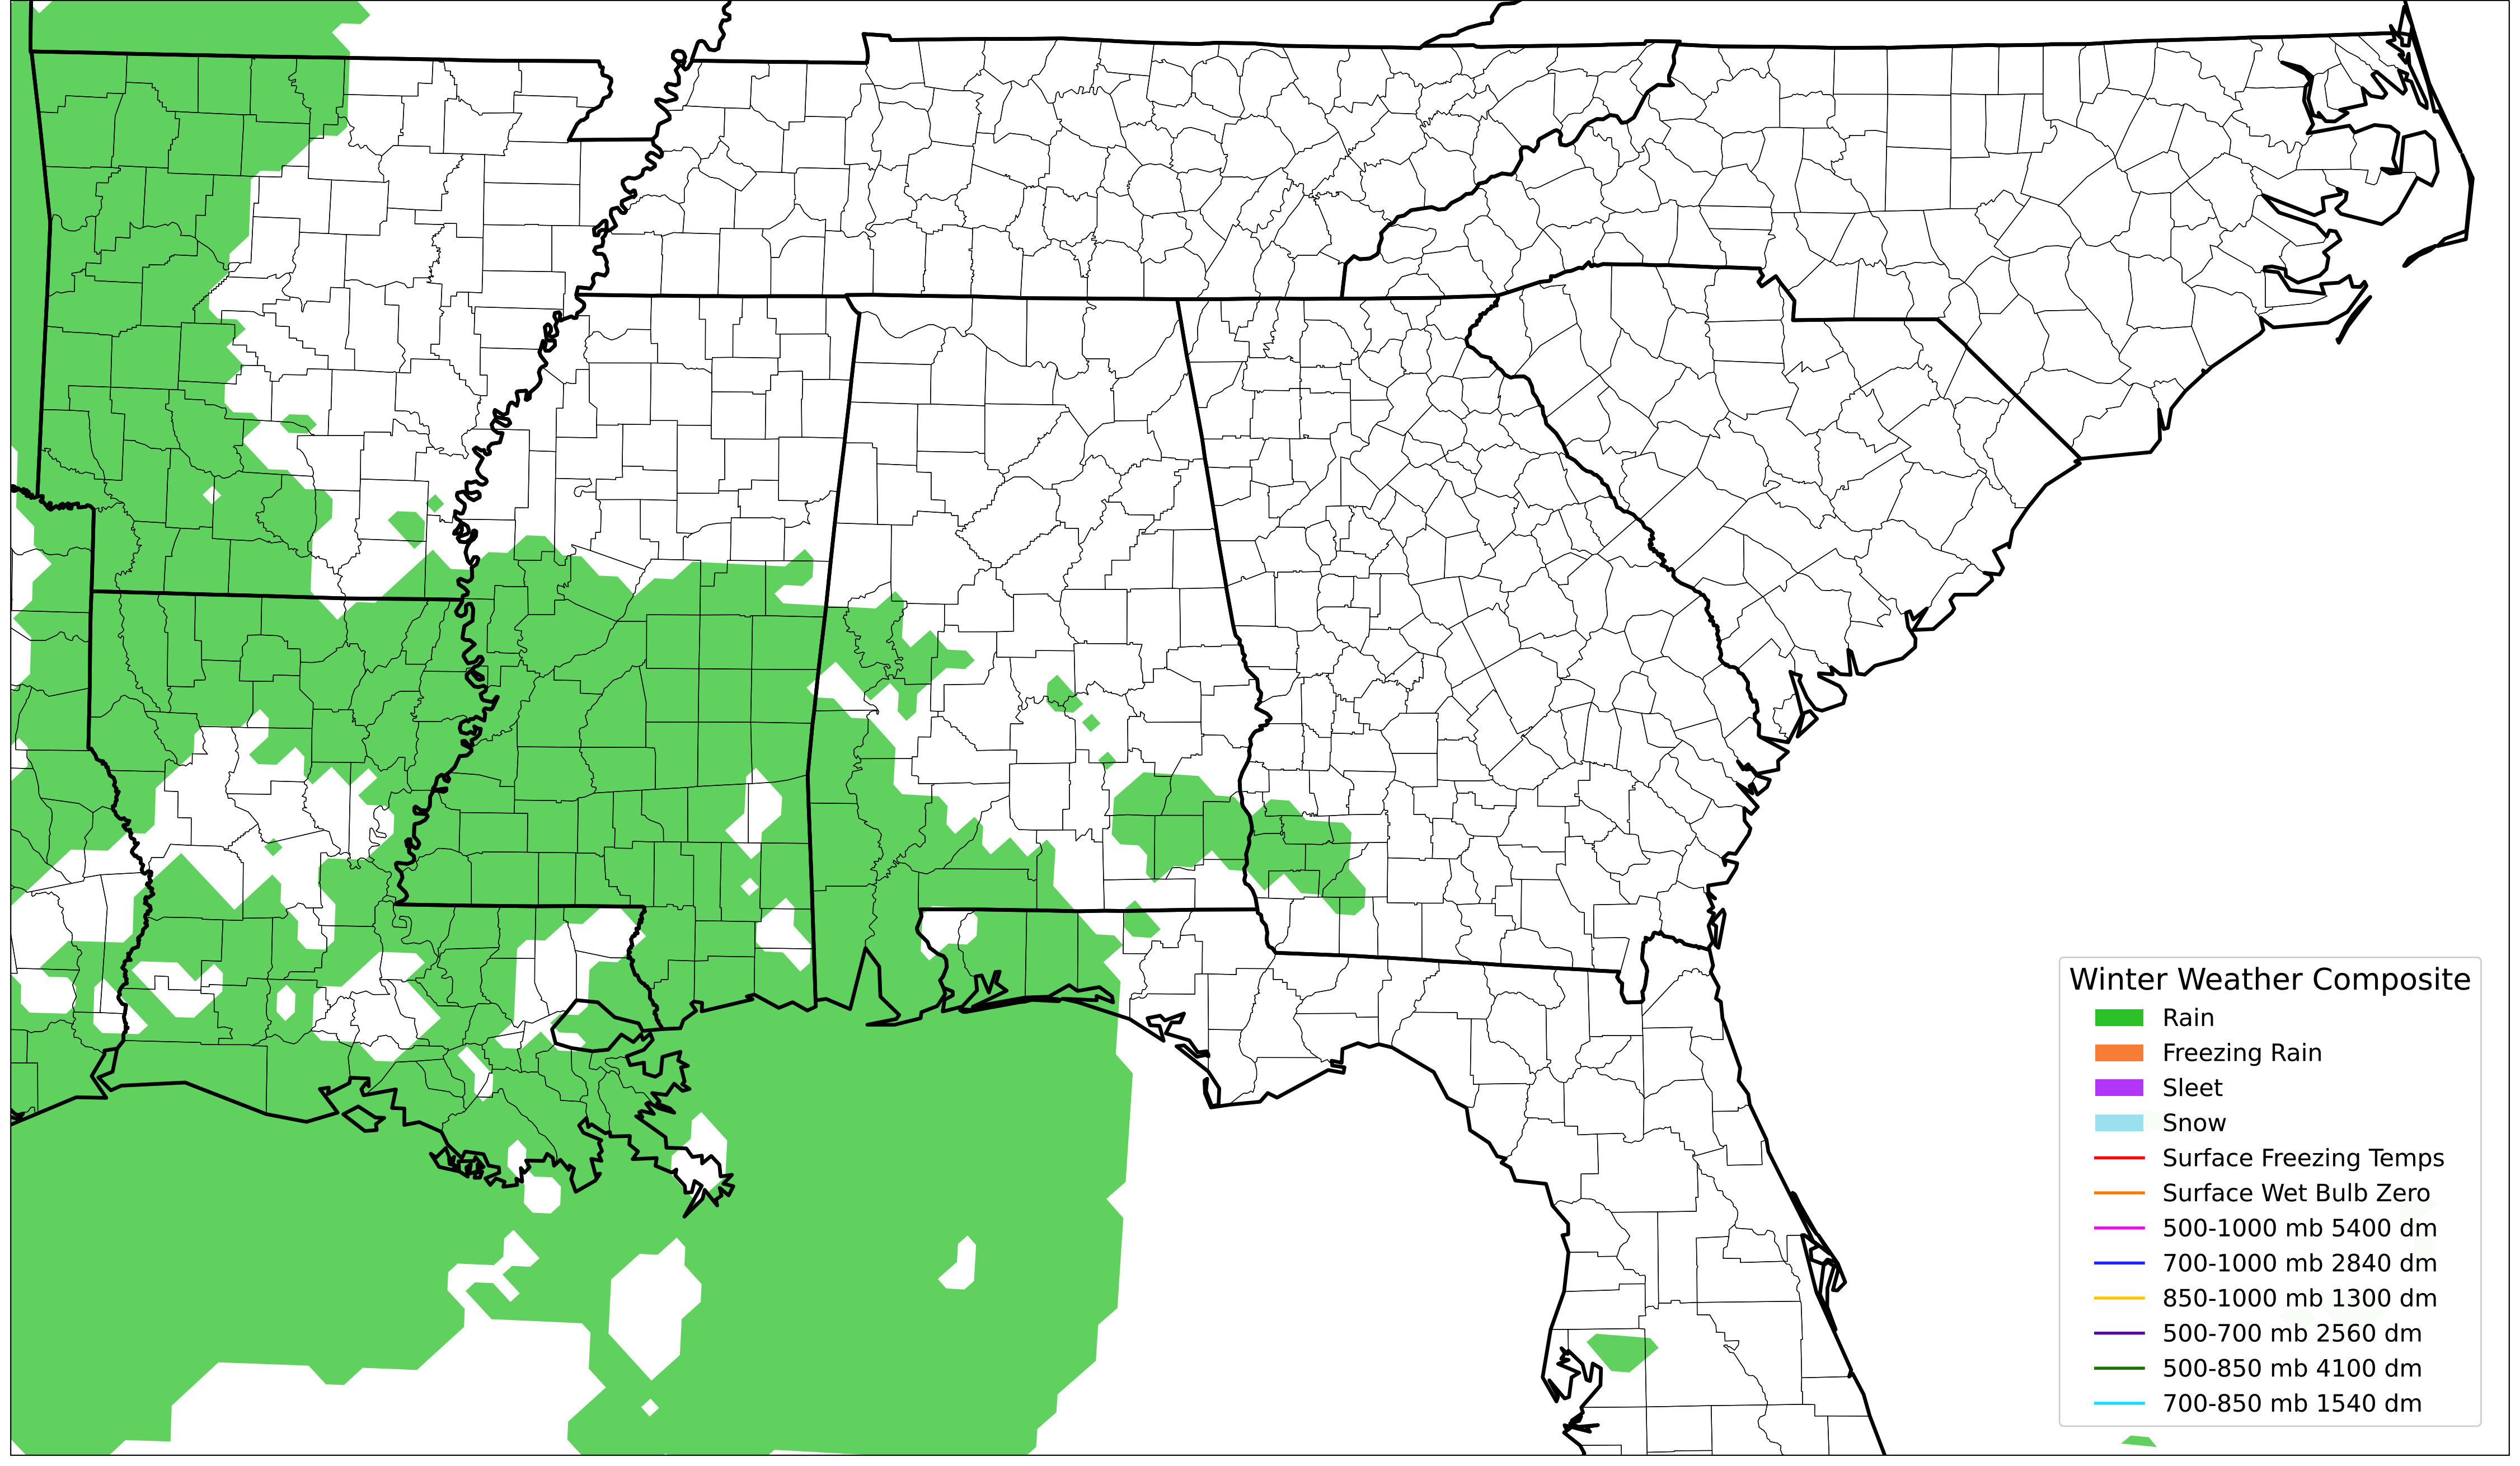 Winter Weather Composite
Rain
Freezing Rain
Sleet
Snow
Surface Freezing Temps
Surface Wet Bulb Zero
500-1000 mb 5400 dm
700-1000 mb 2840 dm
850-1000 mb 1300 dm
500-700 mb 2560 dm
500-850 mb 4100 dm
700-850 mb 1540 dm